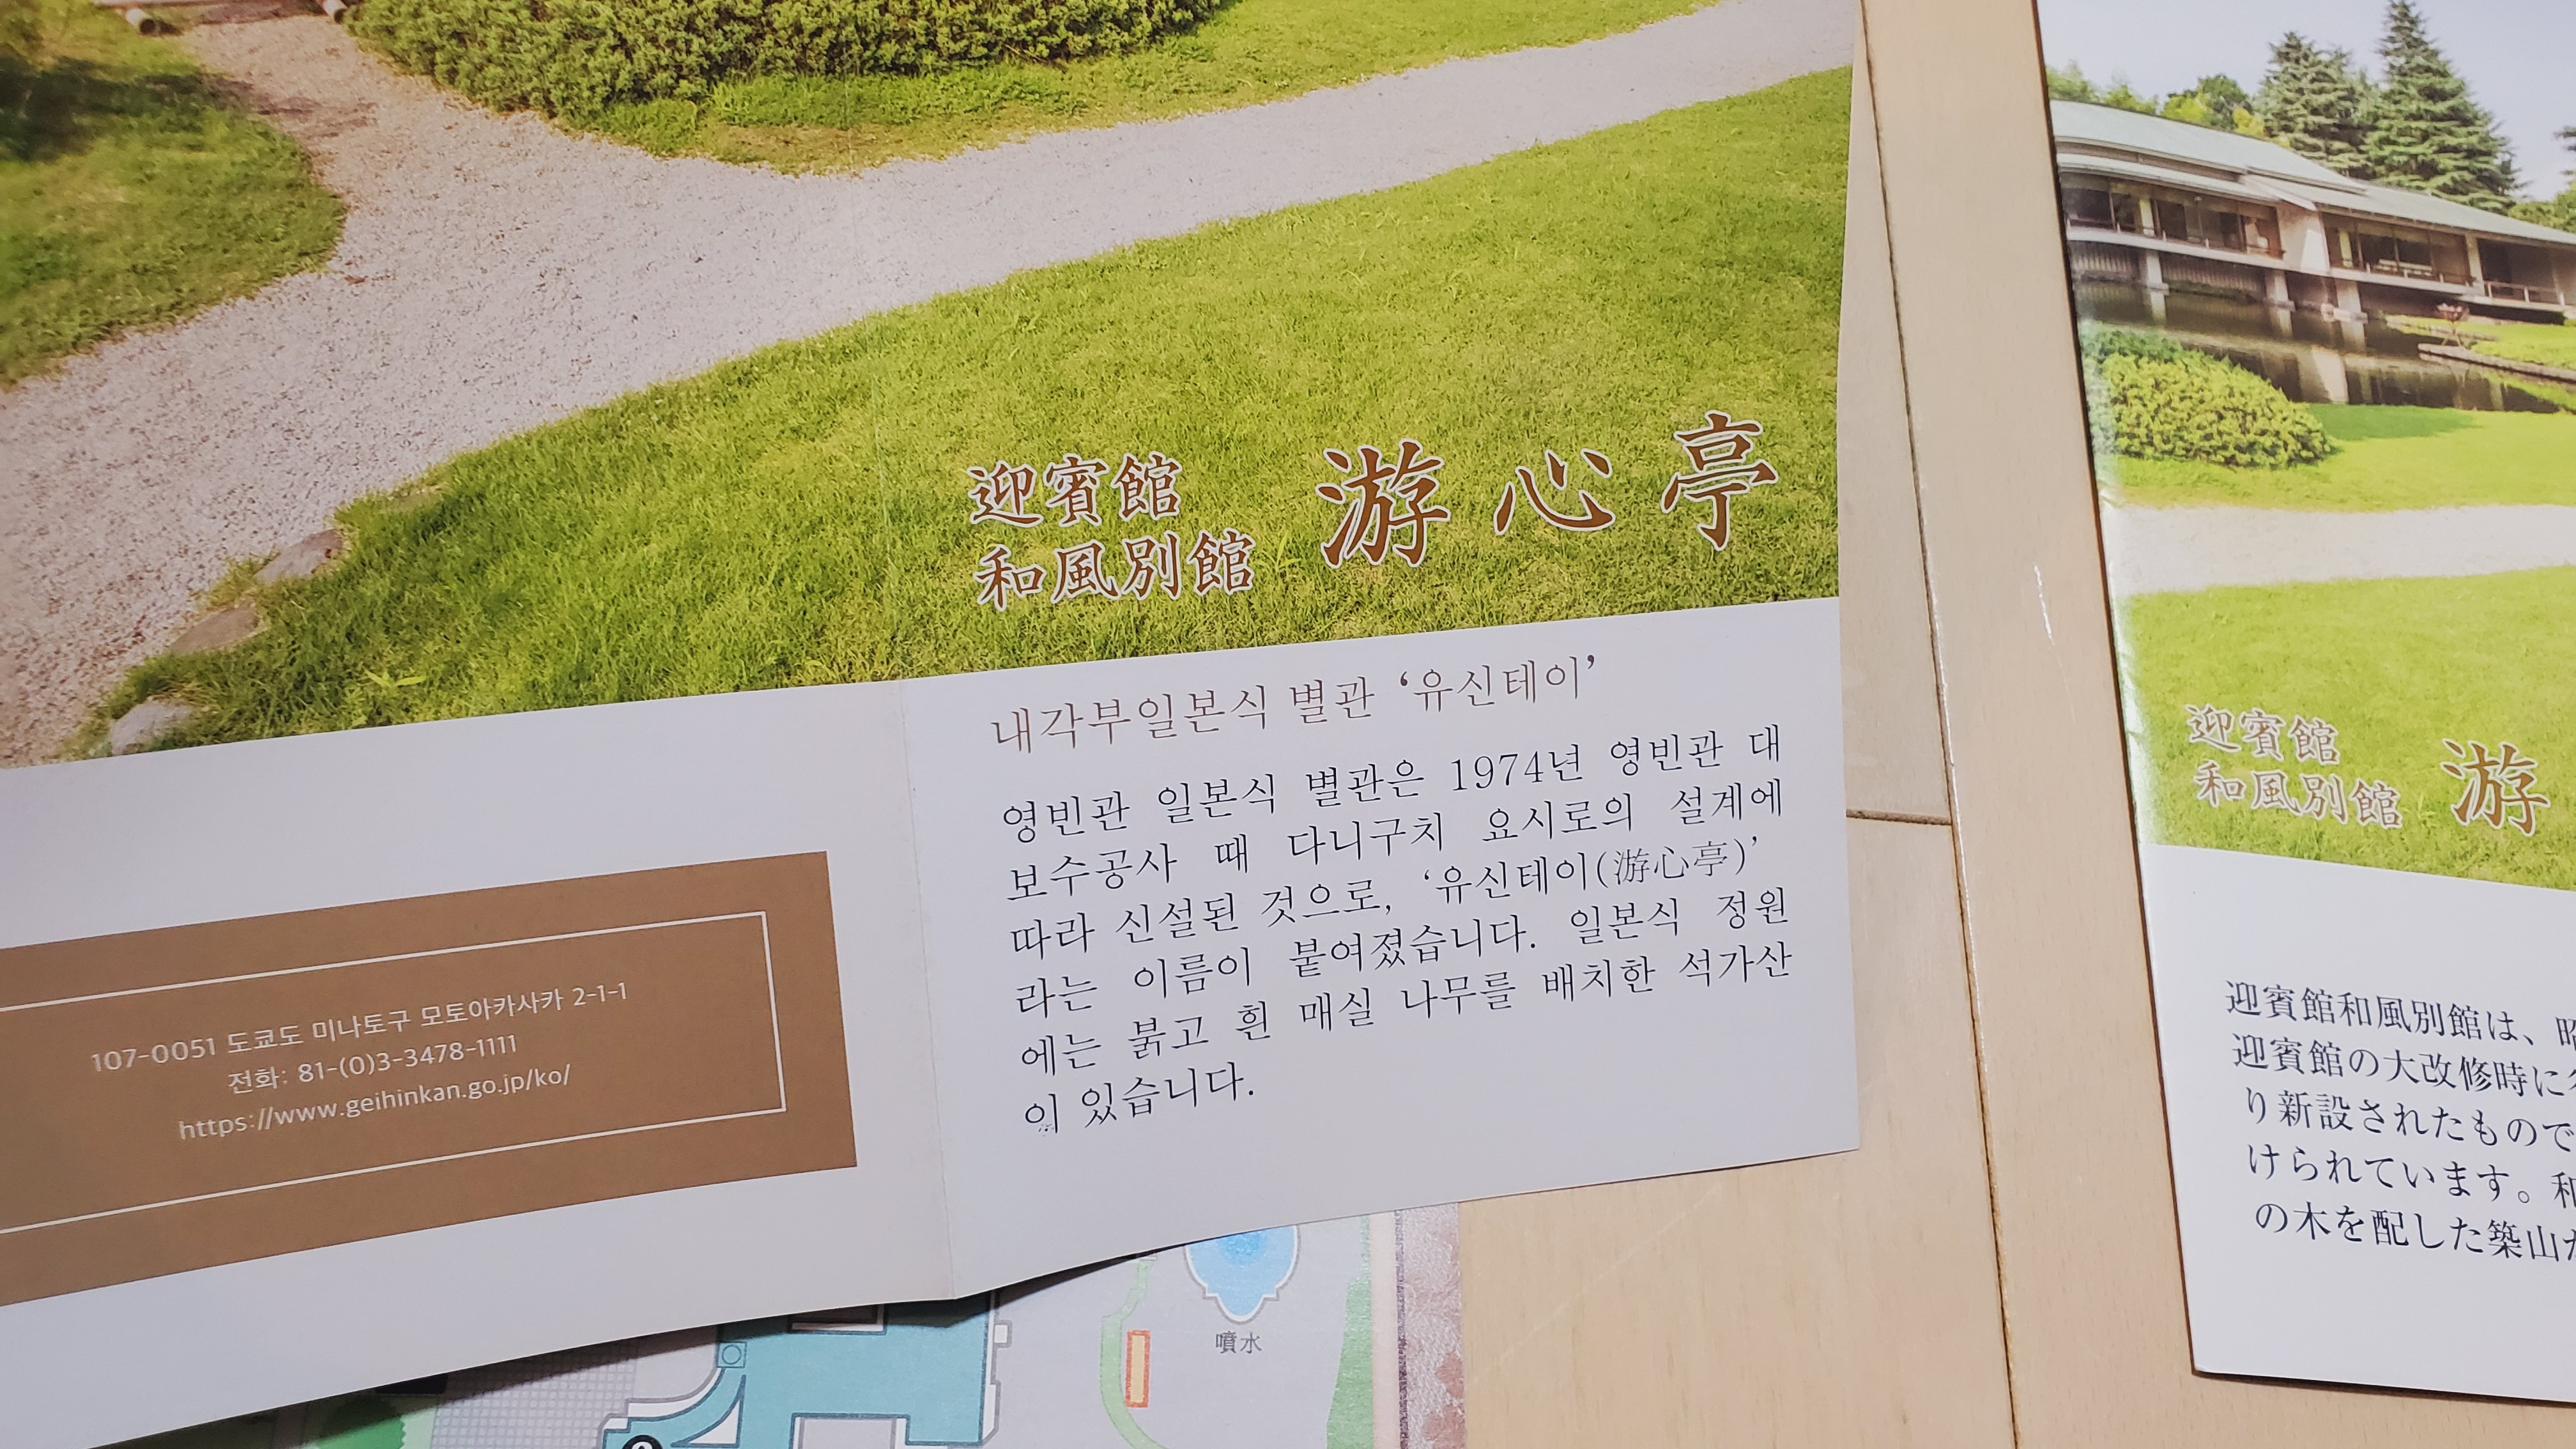 迎賓館
和風別館
游心亭
내각부일본식 별관 ‘유신테이’
영빈관 일본식 별관은 1974년 영빈관 대
보수공사 때 다니구치 요시로의 설계에
따라 신설된 것으로, ‘유신테이(游心亭)’
라는 이름이 붙여졌습니다. 일본식 정원
에는 붉고 흰 매실 나무를 배치한 석가산
이 있습니다.
107-0051 도쿄도 미나토구 모토아카사카 2-1-1
전화: 81-(0)3-3478-1111
https://www.geihinkan.go.jp/ko/
噴水
迎賓館
和風別館
游
迎賓館和風別館は、昭
迎賓館の大改修時に
り新設されたもので
けられています。和
の木を配した築山が